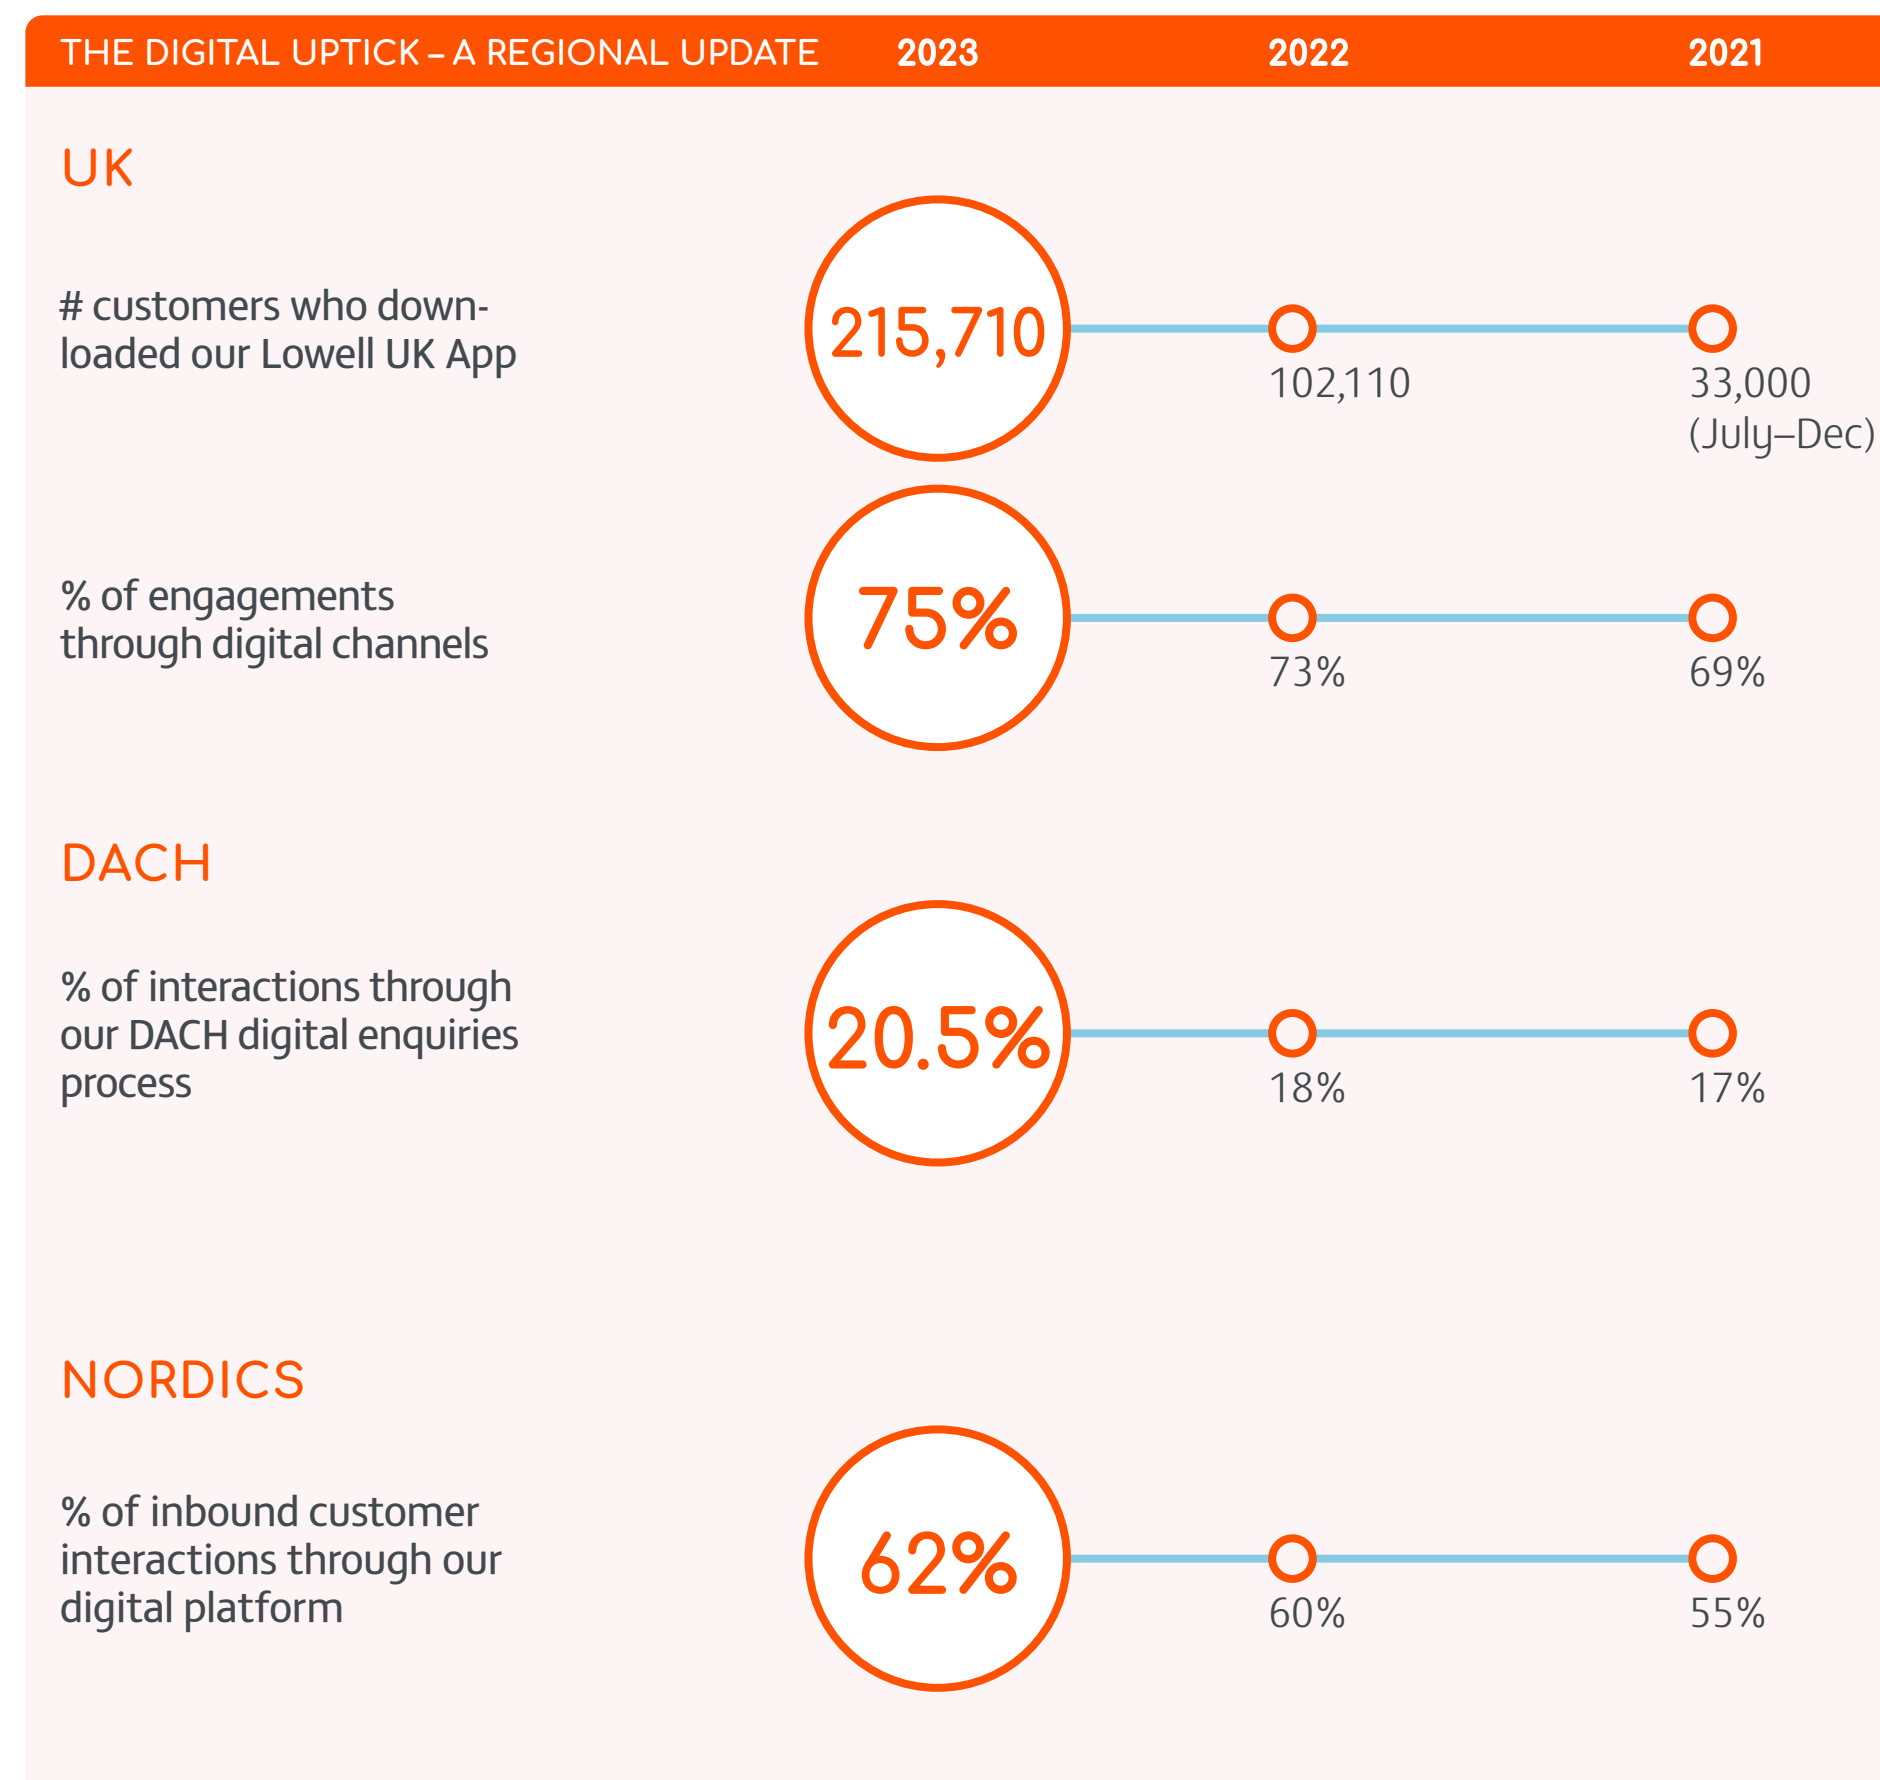 THE DIGITAL UPTICK – A REGIONAL UPDATE 2023 2022 2021
UK
# customers who down-
loaded our Lowell UK App
215,710
102,110
33,000
(July–Dec)
% of engagements
through digital channels
75%
73%
69%
DACH
% of interactions through
our DACH digital enquiries
process
20.5%
18%
17%
NORDICS
% of inbound customer
interactions through our
digital platform
62%
60%
55%